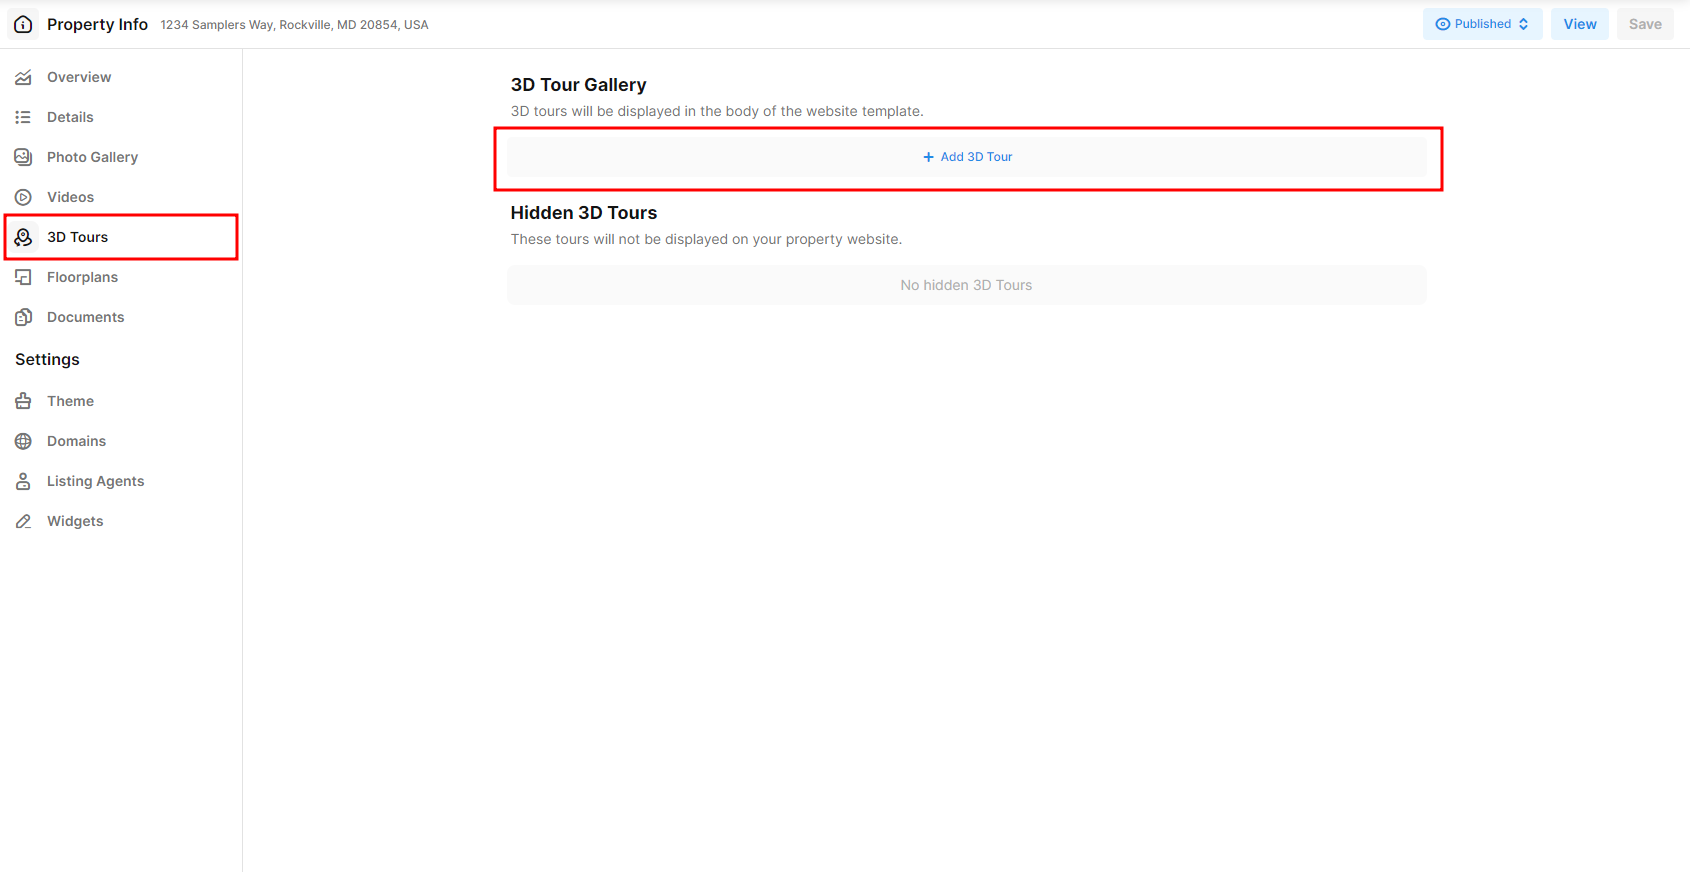 Property Info 1234 Samplers Way, Rockville, MD 20854, USA
Published
View
Save
Overview
Details
Photo Gallery
Videos
3D Tours
Floorplans
Documents
Settings
Theme
Domains
Listing Agents
Widgets
3D Tour Gallery
3D tours will be displayed in the body of the website template.
+ Add 3D Tour
Hidden 3D Tours
These tours will not be displayed on your property website.
No hidden 3D Tours